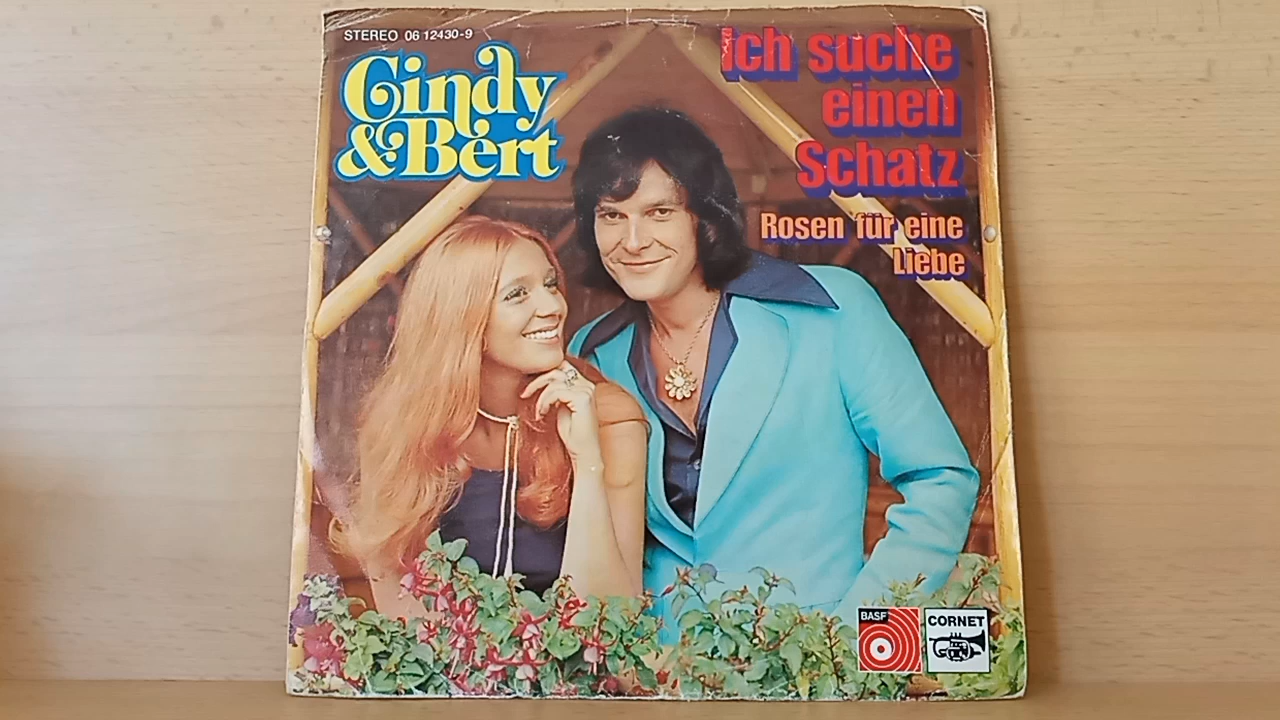 STEREO 06 12430-9
Cindy
&Bert
Ich suche
einen
Schatz
Rosen für eine
Liebe
BASF
CORNET